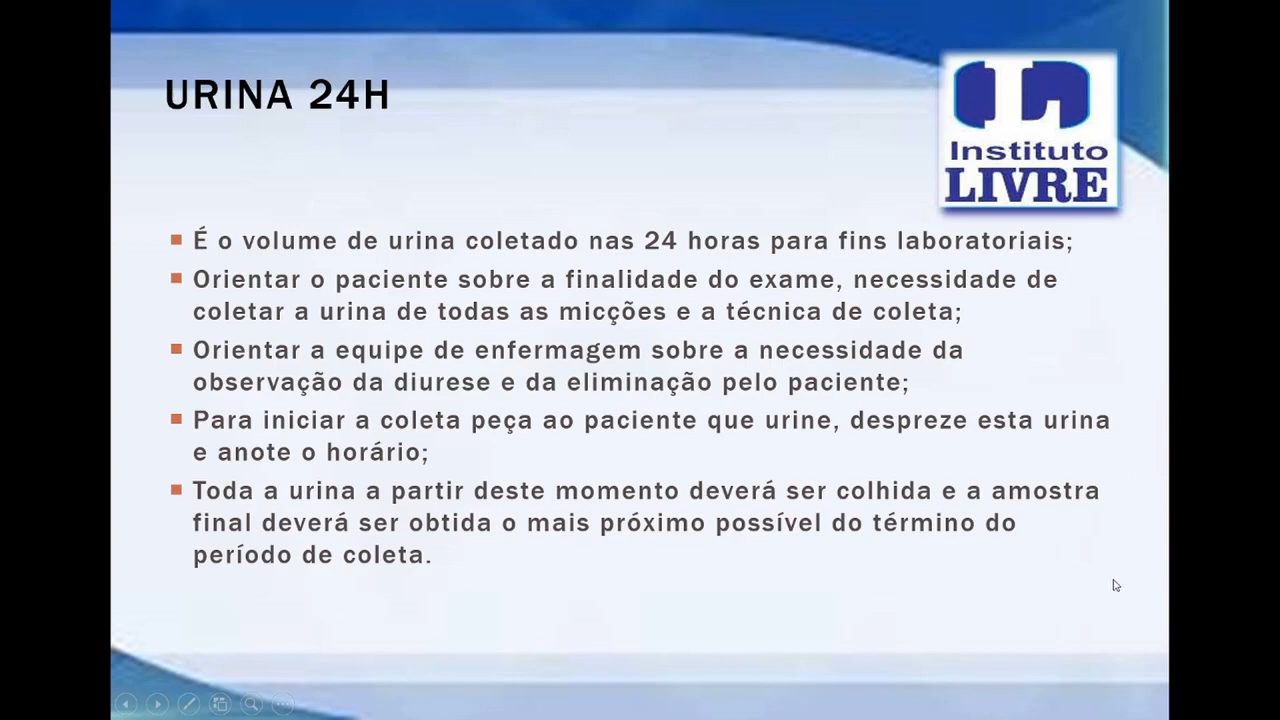 URINA 24H
Instituto
LIVRE
É o volume de urina coletado nas 24 horas para fins laboratoriais;
Orientar o paciente sobre a finalidade do exame, necessidade de
coletar a urina de todas as micções e a técnica de coleta;
Orientar a equipe de enfermagem sobre a necessidade da
observação da diurese e da eliminação pelo paciente;
Para iniciar a coleta peça ao paciente que urine, despreze esta urina
e anote o horário;
Toda a urina a partir deste momento deverá ser colhida e a amostra
final deverá ser obtida o mais próximo possível do término do
período de coleta.